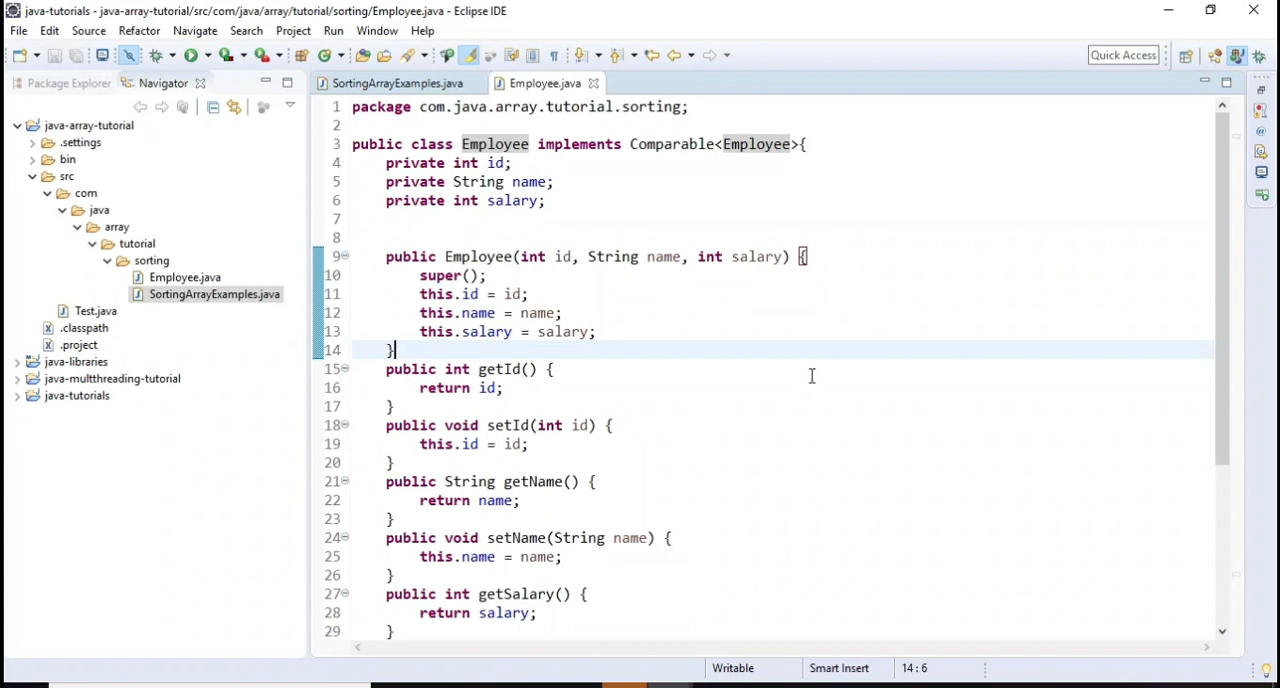 java-tutorials - java-array-tutorial/src/com/java/array/tutorial/sorting/Employee.java - Eclipse IDE
File Edit Source Refactor Navigate Search Project Run Window Help
Quick Access
Package Explorer Navigator
java-array-tutorial
.settings
bin
src
com
java
array
tutorial
sorting
Employee.java
SortingArrayExamples.java
Test.java
.classpath
.project
java-libraries
java-multthreading-tutorial
java-tutorials
SortingArrayExamples.java Employee.java
1 package com.java.array.tutorial.sorting;
2
3 public class Employee implements Comparable<Employee>{
4 private int id;
5 private String name;
6 private int salary;
7
8
9 public Employee(int id, String name, int salary) {
10 super();
11 this.id = id;
12 this.name = name;
13 this.salary = salary;
14 }
15 public int getId() {
16 return id;
17 }
18 public void setId(int id) {
19 this.id = id;
20 }
21 public String getName() {
22 return name;
23 }
24 public void setName(String name) {
25 this.name = name;
26 }
27 public int getSalary() {
28 return salary;
29 }
Writable Smart Insert 14 : 6